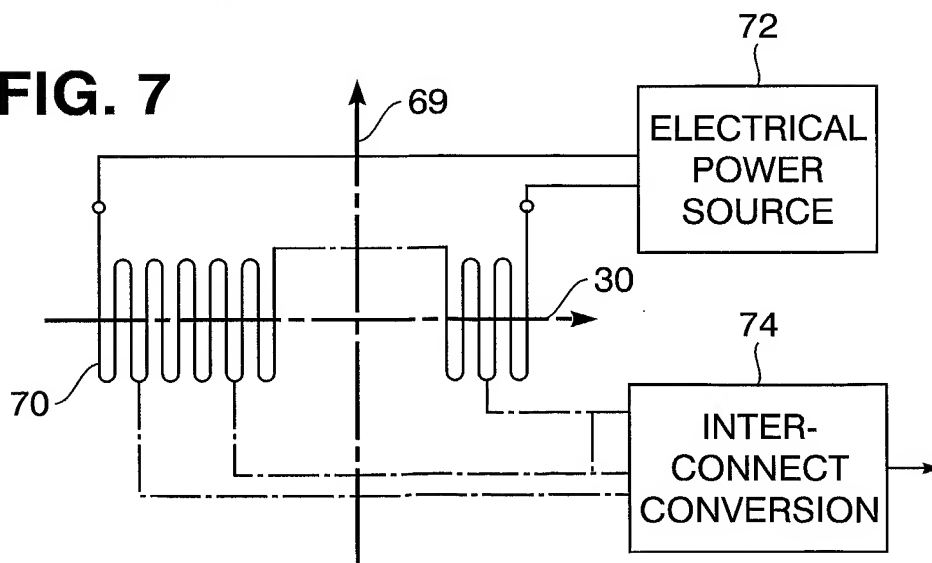 FIG. 7
72
69
ELECTRICAL
POWER
SOURCE
30
74
70
INTER-
CONNECT
CONVERSION